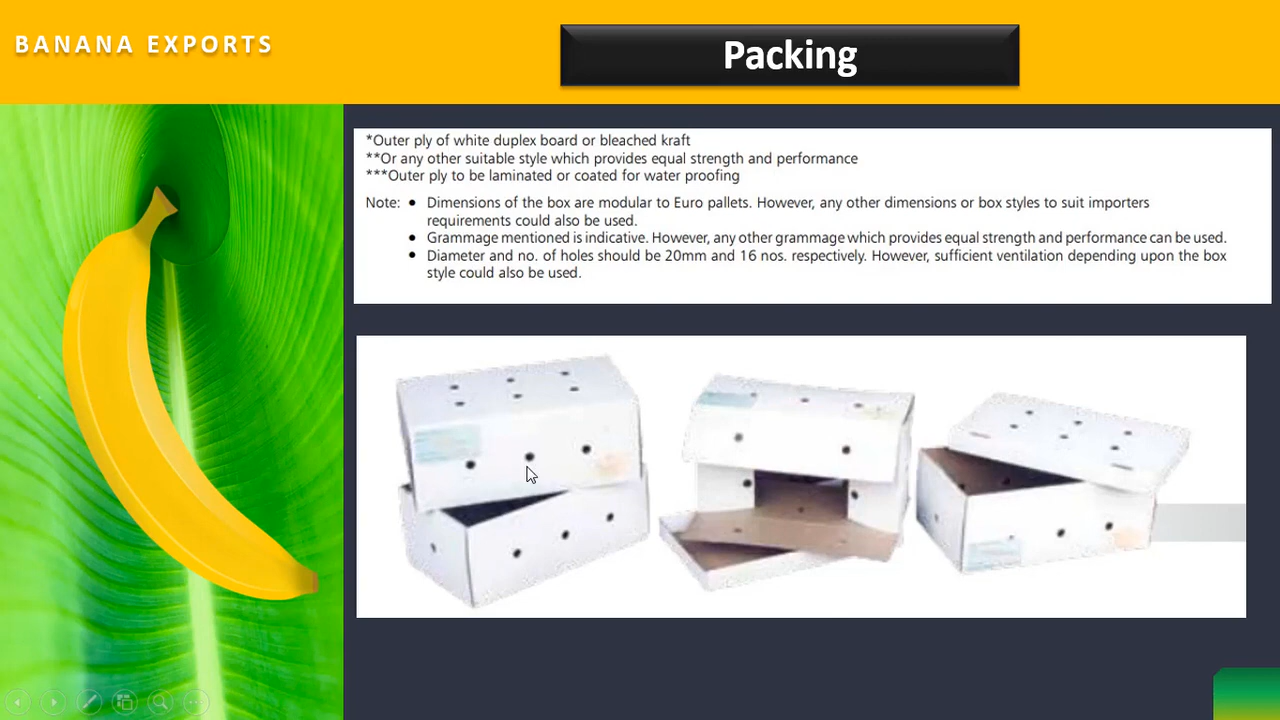 BANANA EXPORTS
Packing
*Outer ply of white duplex board or bleached kraft
**Or any other suitable style which provides equal strength and performance
***Outer ply to be laminated or coated for water proofing
Note: ● Dimensions of the box are modular to Euro pallets. However, any other dimensions or box styles to suit importers
requirements could also be used.
● Grammage mentioned is indicative. However, any other grammage which provides equal strength and performance can be used.
● Diameter and no. of holes should be 20mm and 16 nos. respectively. However, sufficient ventilation depending upon the box
style could also be used.